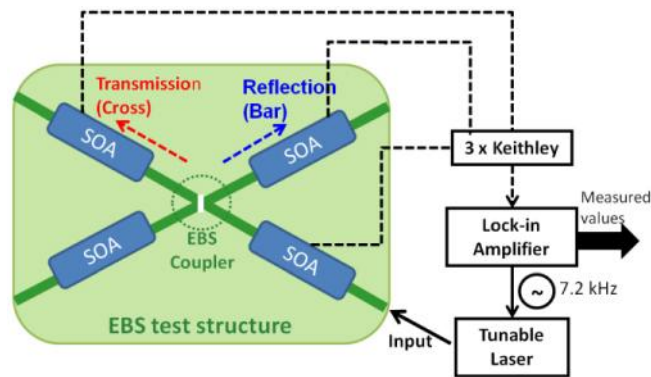 Transmission
(Cross)
Reflection
(Bar)
SOA
SOA
SOA
SOA
EBS
Coupler
EBS test structure
3 x Keithley
Measured
values
Lock-in
Amplifier
~
7.2 kHz
Input
Tunable
Laser